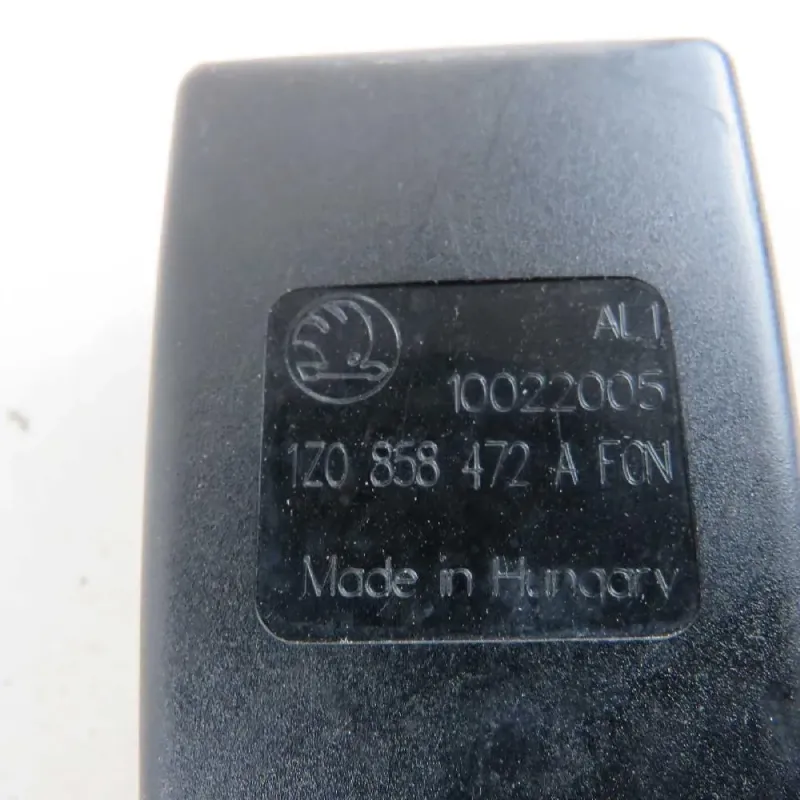 AL1
10022005
1Z0 858 472 A FON
Made in Hungary